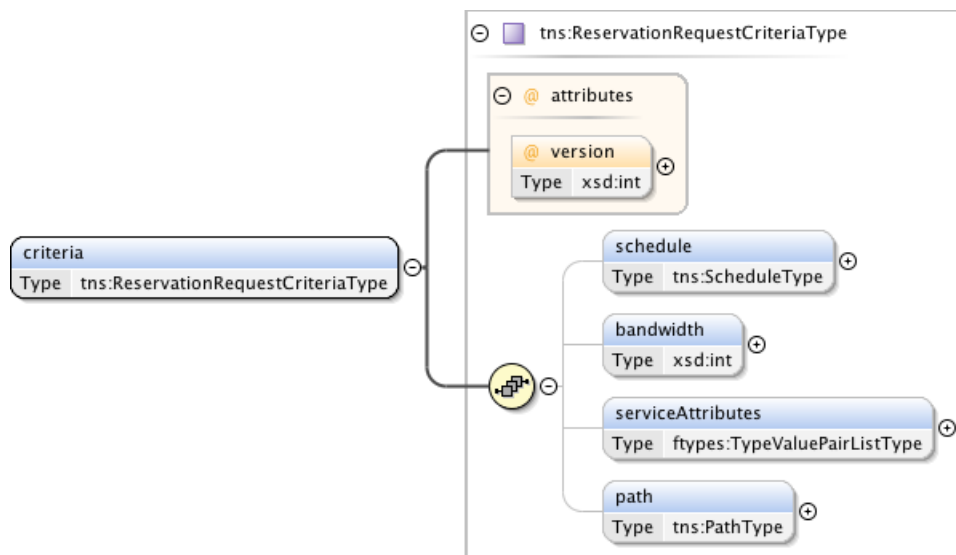 tns:ReservationRequestCriteriaType
@ attributes
@ version
Type xsd:int
criteria
Type tns:ReservationRequestCriteriaType
schedule
Type tns:ScheduleType
bandwidth
Type xsd:int
serviceAttributes
Type ftypes:TypeValuePairListType
path
Type tns:PathType